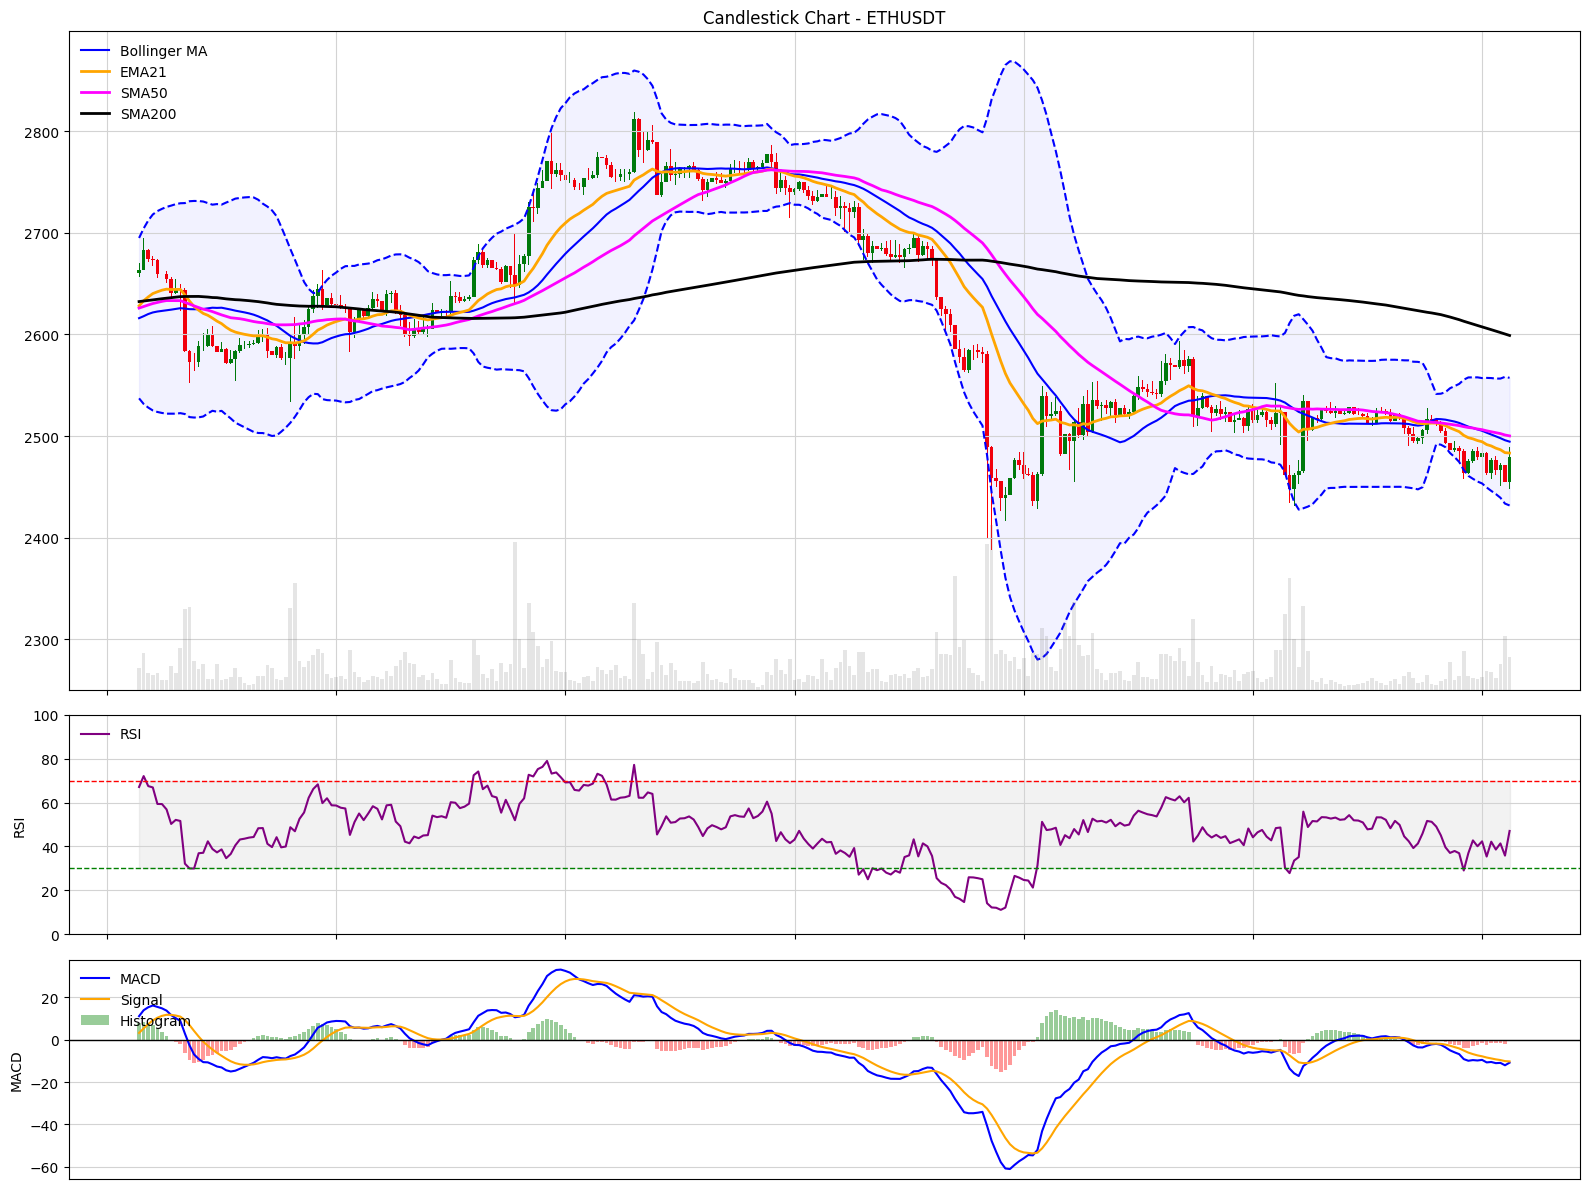 Candlestick Chart - ETHUSDT
Bollinger MA
EMA21
SMA50
SMA200
2800
2700
2600
2500
2400
2300
RSI
100
80
60
40
20
0
RSI
MACD
Signal
Histogram
20
0
−20
−40
−60
MACD